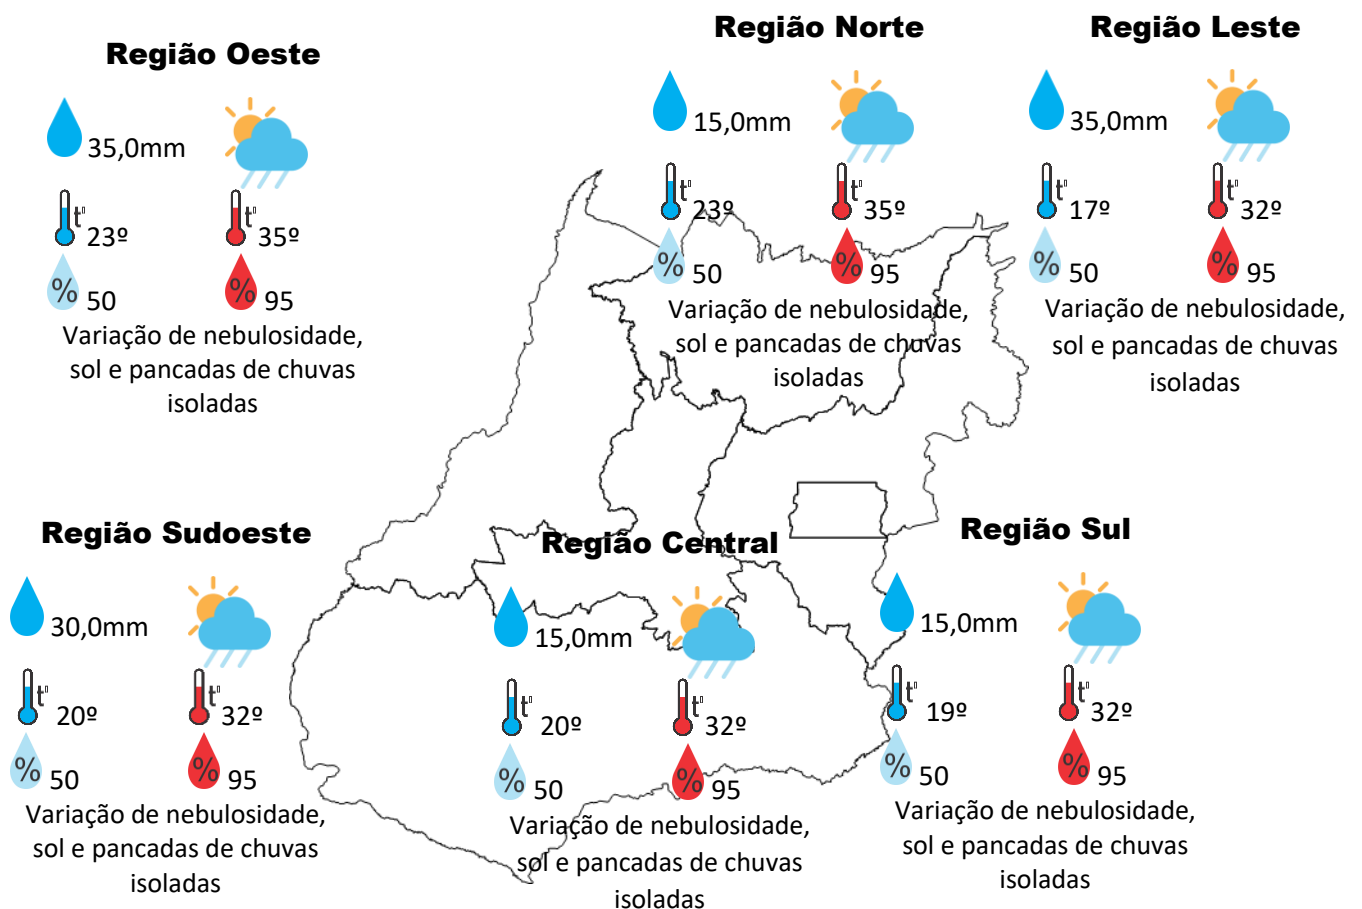 Região Oeste
35,0mm
t°
23º
35º
%
50
%
95
Variação de nebulosidade,
sol e pancadas de chuvas
isoladas
Região Norte
15,0mm
t°
23º
t°
35º
%
50
%
95
Variação de nebulosidade,
sol e pancadas de chuvas
isoladas
Região Leste
35,0mm
t°
17º
t°
32º
%
50
%
95
Variação de nebulosidade,
sol e pancadas de chuvas
isoladas
Região Sudoeste
30,0mm
t°
20º
t°
32º
%
50
%
95
Variação de nebulosidade,
sol e pancadas de chuvas
isoladas
Região Central
15,0mm
t°
20º
t°
32º
%
50
%
95
Variação de nebulosidade,
sol e pancadas de chuvas
isoladas
Região Sul
15,0mm
t°
19º
t°
32º
%
50
%
95
Variação de nebulosidade,
sol e pancadas de chuvas
isoladas